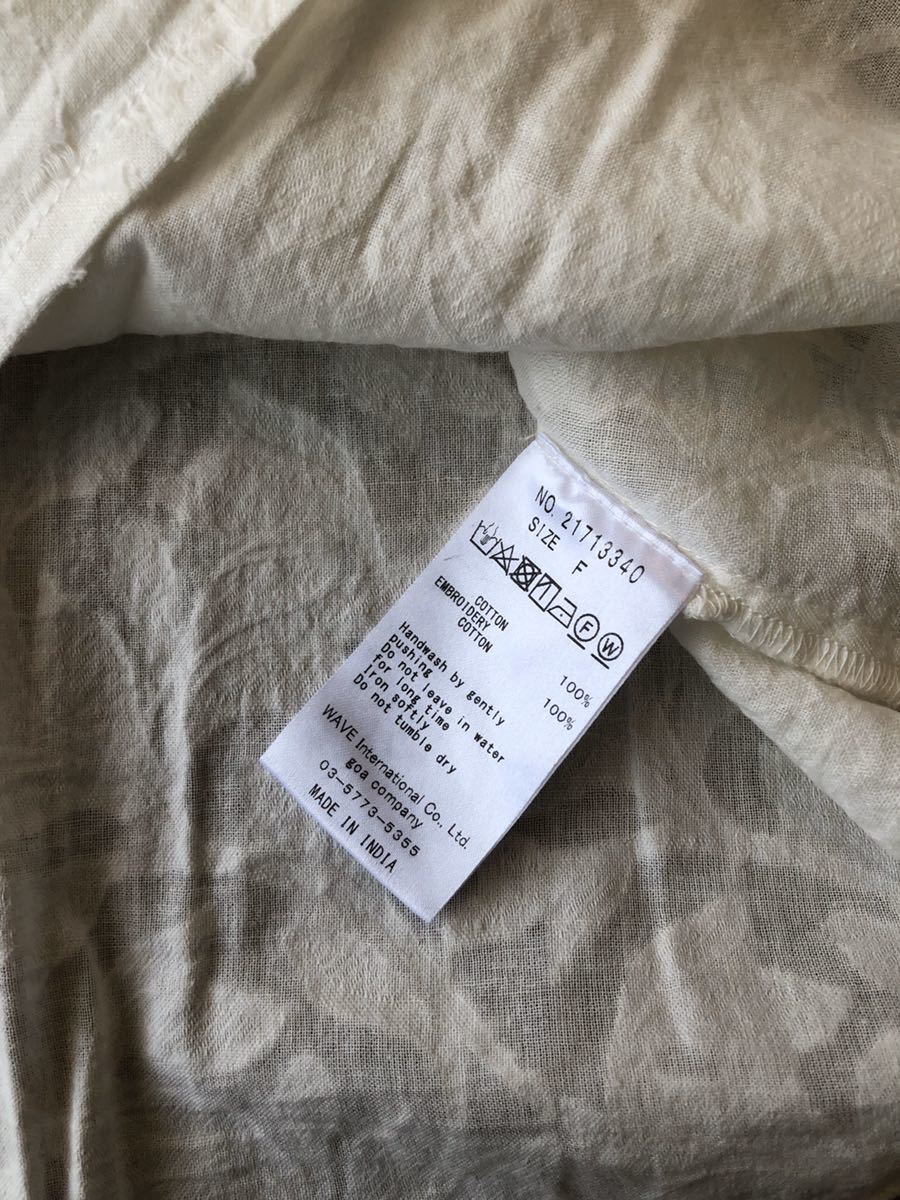 NO. 21713340
SIZE F
F W
COTTON 100%
EMBROIDERY
COTTON 100%
Handwash by gently
pushing
Do not leave in water
for long time
Iron softly
Do not tumble dry
WAVE International Co., Ltd.
goa company
03-5773-5355
MADE IN INDIA